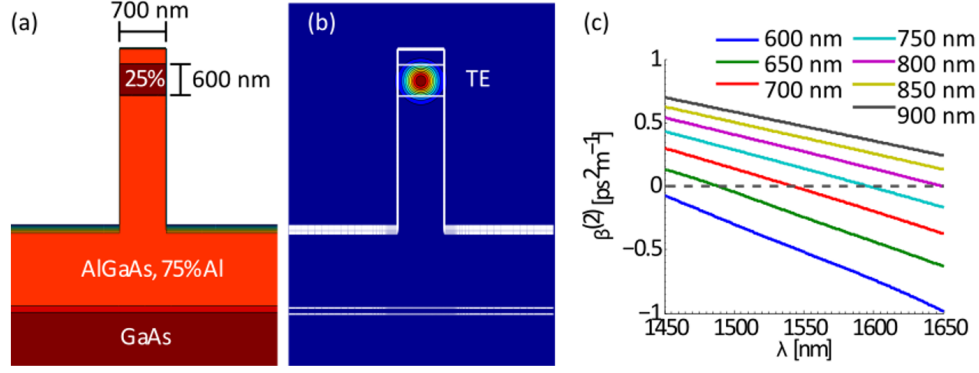 (a)
700 nm
25%
600 nm
AlGaAs, 75%Al
GaAs
(b)
TE
(c)
600 nm
650 nm
700 nm
750 nm
800 nm
850 nm
900 nm
β(2) [ps2m−1]
1
0.5
0
−0.5
−1
1450 1500 1550 1600 1650
λ [nm]